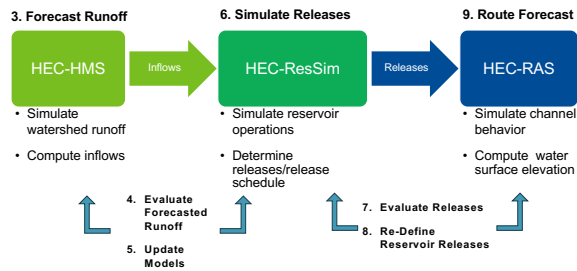 3. Forecast Runoff
6. Simulate Releases
9. Route Forecast
HEC-HMS
Inflows
HEC-ResSim
Releases
HEC-RAS
• Simulate
watershed runoff
• Compute inflows
• Simulate reservoir
operations
• Determine
releases/release
schedule
• Simulate channel
behavior
• Compute water
surface elevation
4. Evaluate
Forecasted
Runoff
5. Update
Models
7. Evaluate Releases
8. Re-Define
Reservoir Releases